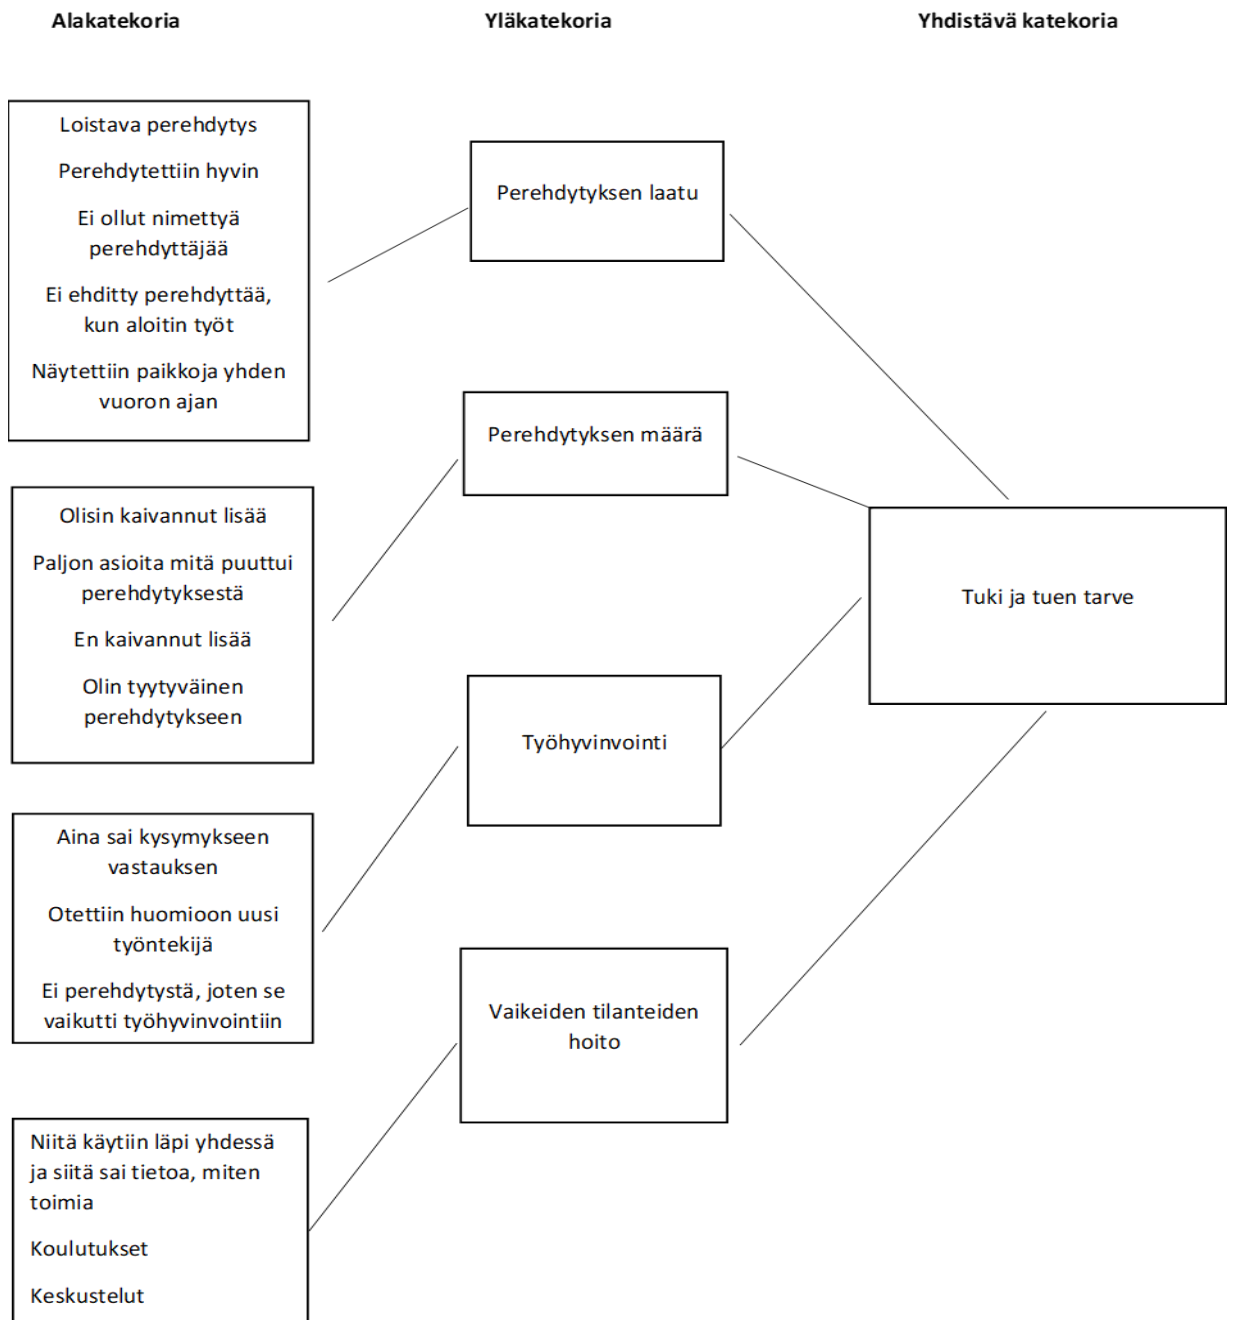 Alakatekoria
Yläkatekoria
Yhdistävä katekoria
Loistava perehdytys
Perehdytettiin hyvin
Ei ollut nimettyä
perehdyttäjää
Ei ehditty perehdyttää,
kun aloitin työt
Näytettiin paikkoja yhden
vuoron ajan
Perehdytyksen laatu
Olisin kaivannut lisää
Paljon asioita mitä puuttui
perehdytyksestä
En kaivannut lisää
Olin tyytyväinen
perehdytykseen
Perehdytyksen määrä
Aina sai kysymykseen
vastauksen
Otettiin huomioon uusi
työntekijä
Ei perehdytystä, joten se
vaikutti työhyvinvointiin
Työhyvinvointi
Niitä käytiin läpi yhdessä
ja siitä sai tietoa, miten
toimia
Koulutukset
Keskustelut
Vaikeiden tilanteiden
hoito
Tuki ja tuen tarve